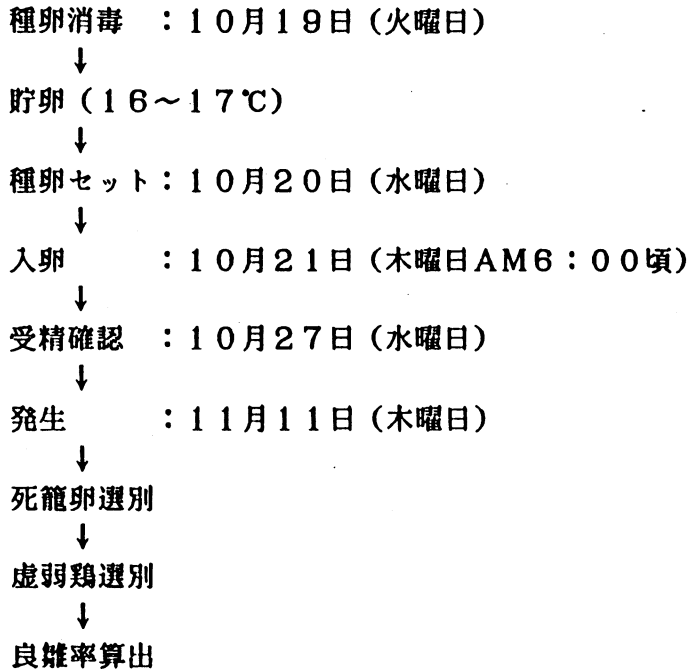 種卵消毒　：１０月１９日（火曜日）
↓
貯卵（１６～１７℃）
↓
種卵セット：１０月２０日（水曜日）
↓
入卵　　　：１０月２１日（木曜日ＡＭ６：００頃）
↓
受精確認　：１０月２７日（水曜日）
↓
発生　　　：１１月１１日（木曜日）
↓
死籠卵選別
↓
虚弱鶏選別
↓
良雛率算出